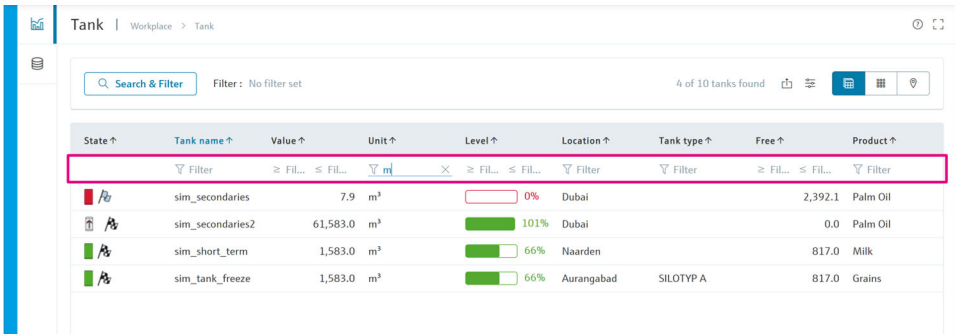 Tank | Workplace > Tank
Search & Filter Filter : No filter set 4 of 10 tanks found
State ↑ Tank name ↑ Value ↑ Unit ↑ Level ↑ Location ↑ Tank type ↑ Free ↑ Product ↑
Filter ≥ Fil... ≤ Fil... m ≥ Fil... ≤ Fil... Filter Filter ≥ Fil... ≤ Fil... Filter
sim_secondaries 7.9 m³ 0% Dubai 2,392.1 Palm Oil
sim_secondaries2 61,583.0 m³ 101% Dubai 0.0 Palm Oil
sim_short_term 1,583.0 m³ 66% Naarden 817.0 Milk
sim_tank_freeze 1,583.0 m³ 66% Aurangabad SILOTYP A 817.0 Grains